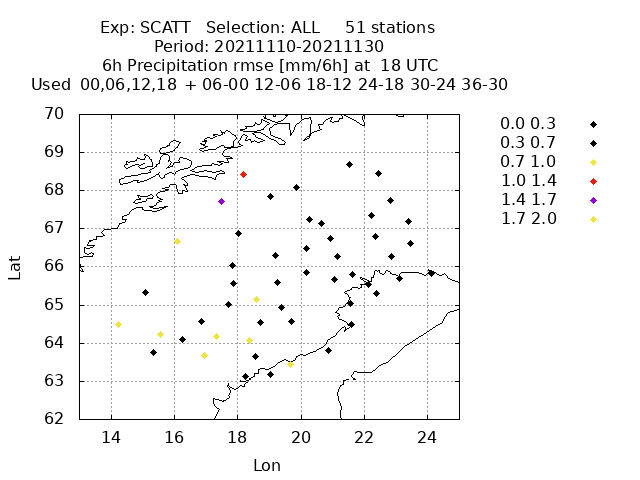 Exp: SCATT   Selection: ALL     51 stations
Period: 20211110-20211130
6h Precipitation rmse [mm/6h] at  18 UTC
Used  00,06,12,18  + 06-00 12-06 18-12 24-18 30-24 36-30
0.0 0.3
0.3 0.7
0.7 1.0
1.0 1.4
1.4 1.7
1.7 2.0
70
69
68
67
66
65
64
63
62
Lat
14 16 18 20 22 24
Lon